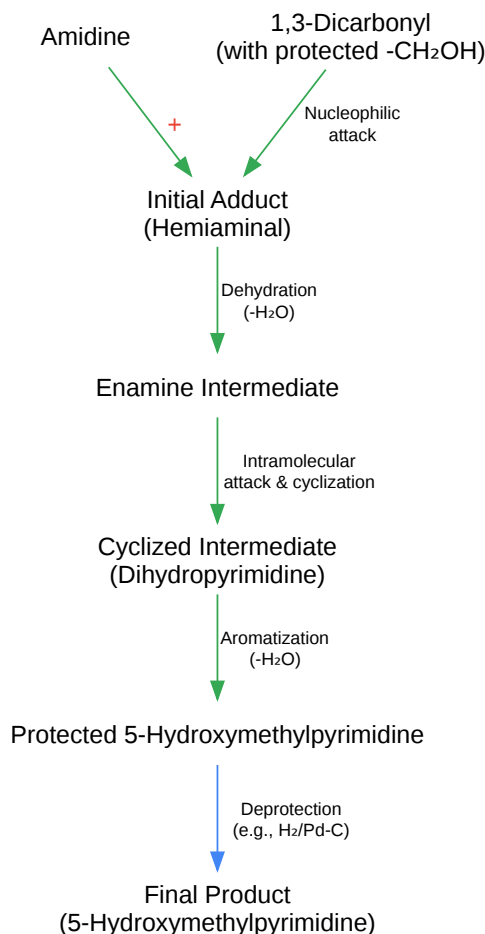 Amidine
1,3-Dicarbonyl
(with protected -CH₂OH)
+
Nucleophilic
attack
Initial Adduct
(Hemiaminal)
Dehydration
(-H₂O)
Enamine Intermediate
Intramolecular
attack & cyclization
Cyclized Intermediate
(Dihydropyrimidine)
Aromatization
(-H₂O)
Protected 5-Hydroxymethylpyrimidine
Deprotection
(e.g., H₂/Pd-C)
Final Product
(5-Hydroxymethylpyrimidine)